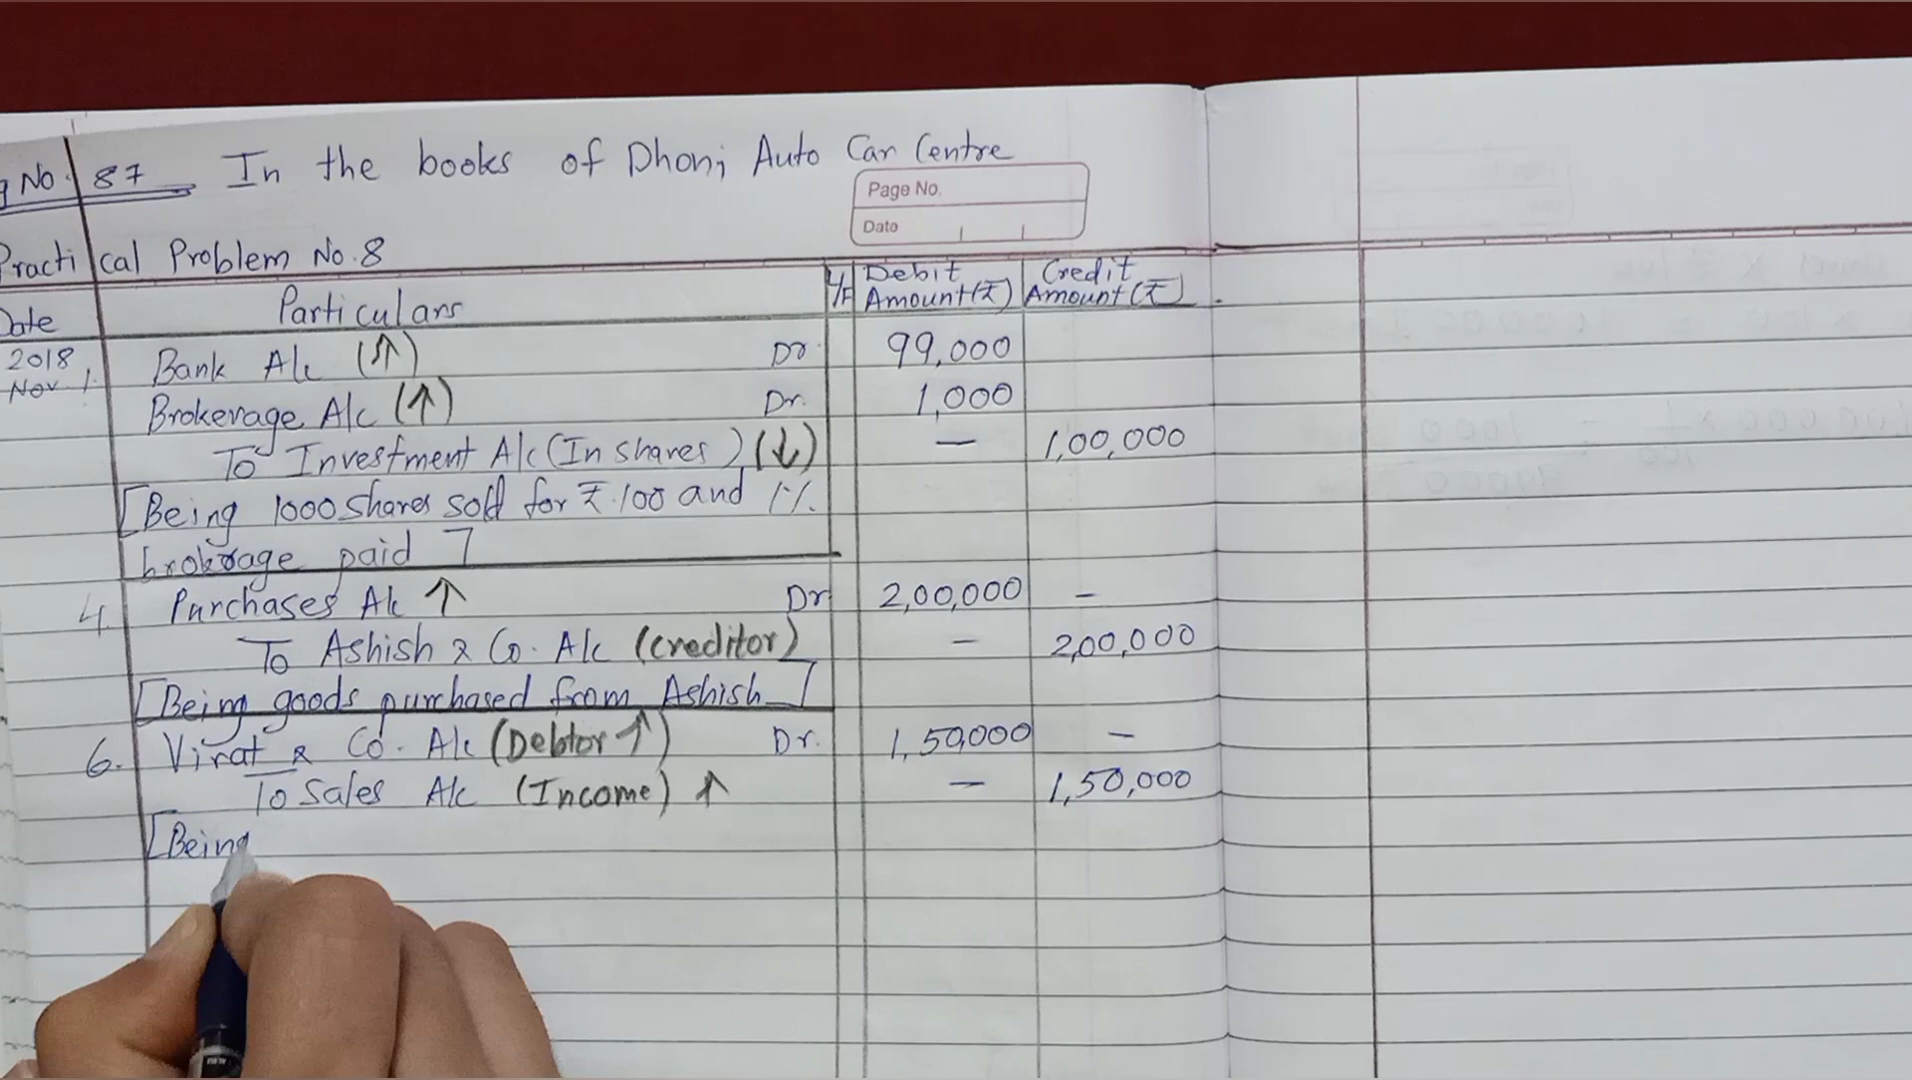 g No. 87 In the books of Dhoni Auto Car Centre
Page No.
Date
Practical Problem No. 8
Date Particulars L/F Debit Amount (₹) Credit Amount (₹)
2018 Bank A/c (↑) Dr 99,000
Nov 1. Brokerage A/c (↑) Dr. 1,000
To Investment A/c (In shares) (↓) — 1,00,000
[Being 1000 shares sold for ₹.100 and 1%.
brokerage paid ]
4. Purchases A/c ↑ Dr 2,00,000 –
To Ashish & Co. A/c (creditor) – 2,00,000
[Being goods purchased from Ashish ]
6. Virat & Co. A/c (Debtor ↑) Dr. 1,50,000 –
To Sales A/c (Income) ↑ — 1,50,000
[Being